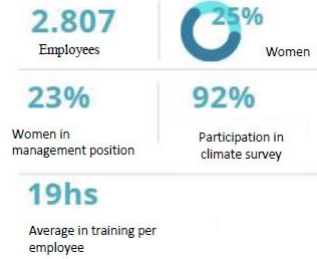 2.807
Employees
25%
Women
23%
Women in
management position
92%
Participation in
climate survey
19hs
Average in training per
employee